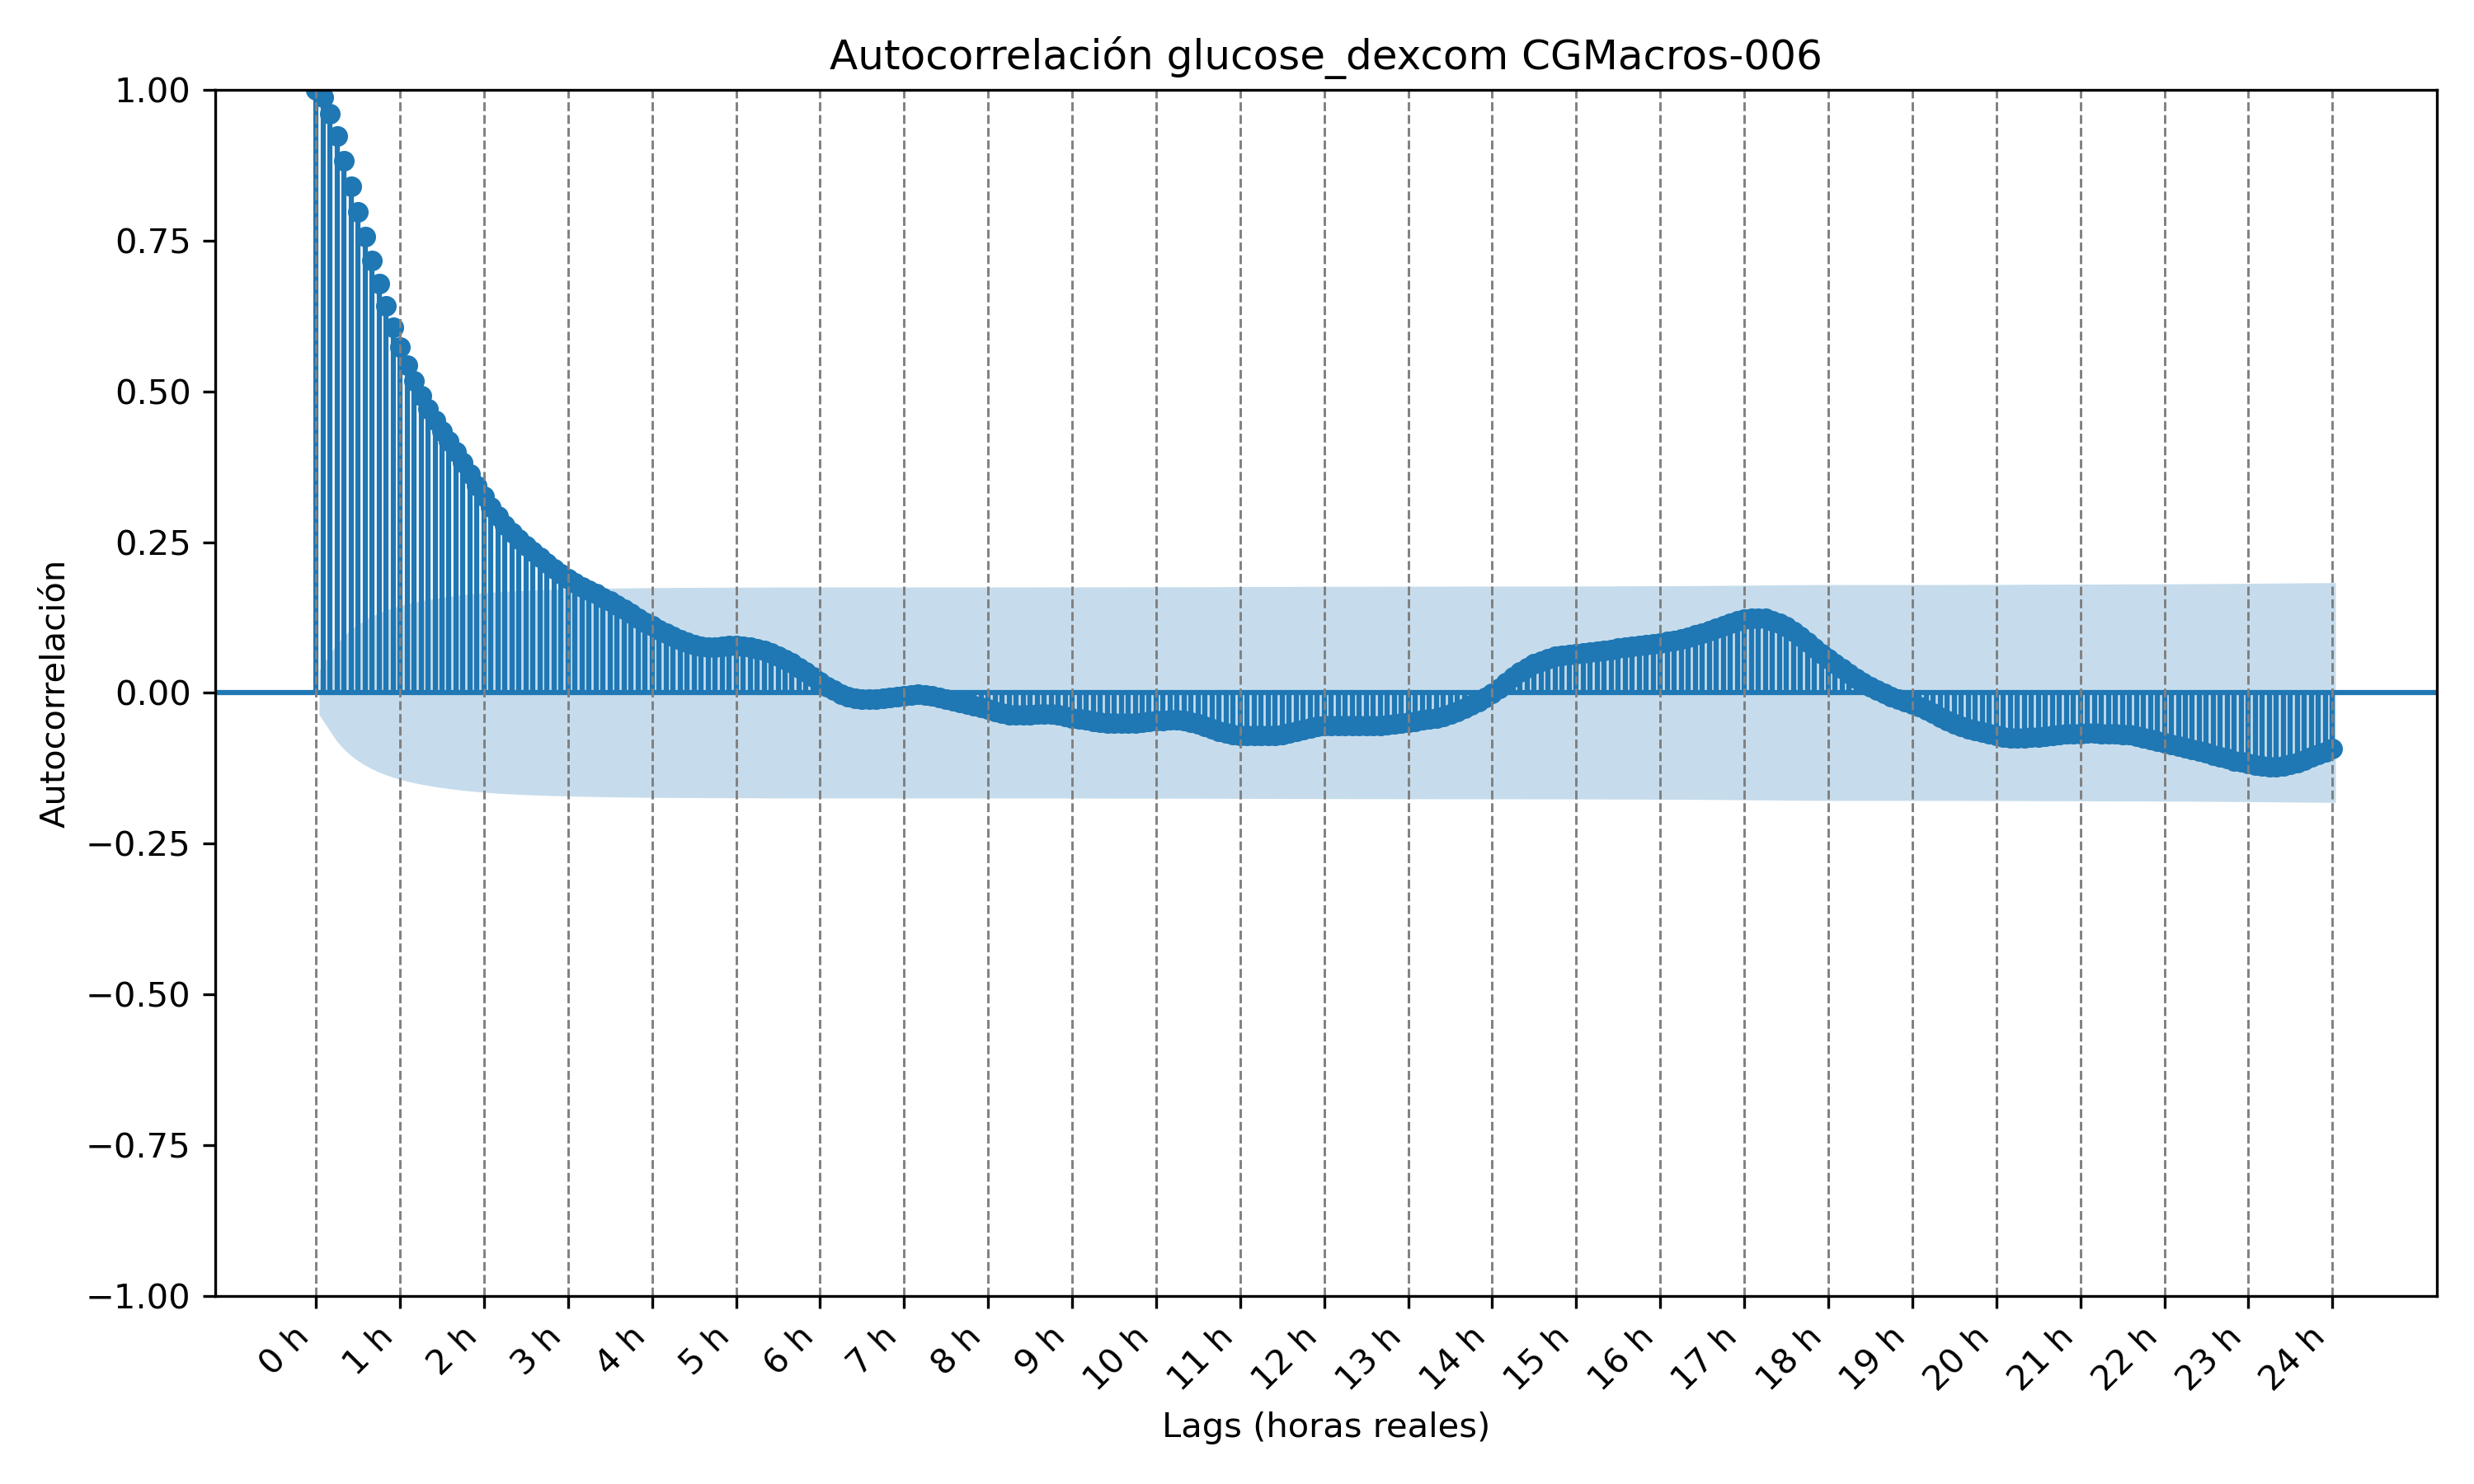 Autocorrelación glucose_dexcom CGMacros-006
1.00
0.75
0.50
0.25
0.00
−0.25
−0.50
−0.75
−1.00
Autocorrelación
0 h
1 h
2 h
3 h
4 h
5 h
6 h
7 h
8 h
9 h
10 h
11 h
12 h
13 h
14 h
15 h
16 h
17 h
18 h
19 h
20 h
21 h
22 h
23 h
24 h
Lags (horas reales)